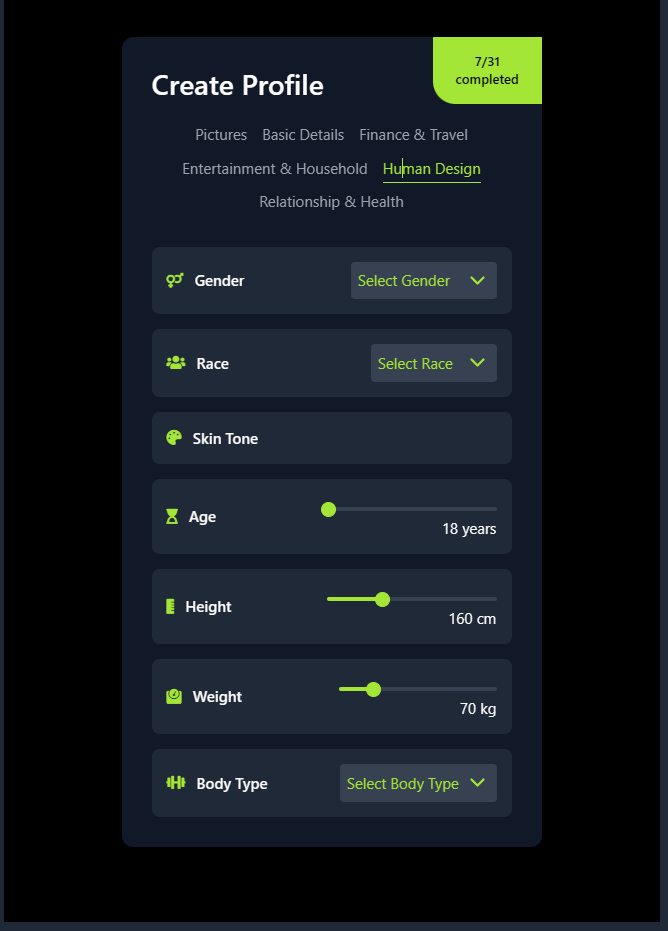 7/31
completed
Create Profile
Pictures Basic Details Finance & Travel
Entertainment & Household Human Design
Relationship & Health
Gender Select Gender
Race Select Race
Skin Tone
Age
18 years
Height
160 cm
Weight
70 kg
Body Type Select Body Type